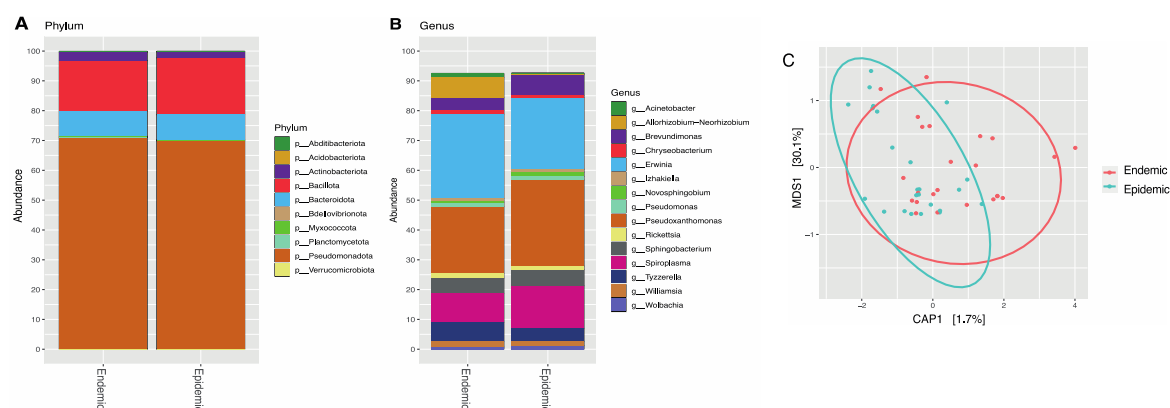 A
Phylum
Abundance
100
90
80
70
60
50
40
30
20
10
0
Endemic
Epidemic
Phylum
p__Abditibacteriota
p__Acidobacteriota
p__Actinobacteriota
p__Bacillota
p__Bacteroidota
p__Bdellovibrionota
p__Myxococcota
p__Planctomycetota
p__Pseudomonadota
p__Verrucomicrobiota
B
Genus
Abundance
100
90
80
70
60
50
40
30
20
10
0
Endemic
Epidemic
Genus
g__Acinetobacter
g__Allorhizobium-Neorhizobium
g__Brevundimonas
g__Chryseobacterium
g__Erwinia
g__Izhakiella
g__Novosphingobium
g__Pseudomonas
g__Pseudoxanthomonas
g__Rickettsia
g__Sphingobacterium
g__Spiroplasma
g__Tyzzerella
g__Williamsia
g__Wolbachia
C
MDS1 [30.1%]
1
0
−1
−2
0
2
4
CAP1 [1.7%]
Endemic
Epidemic